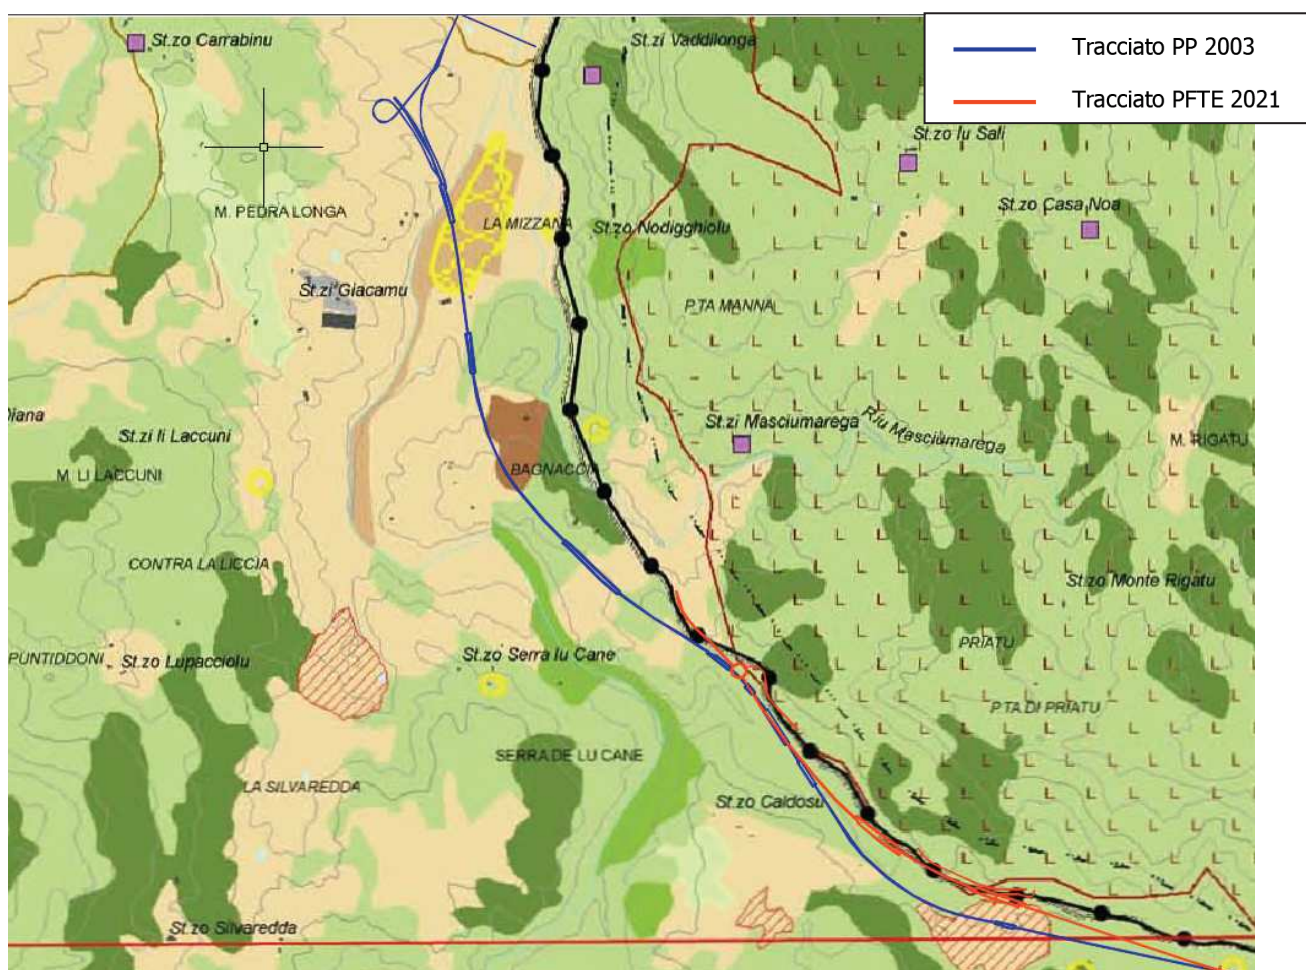 St.zo Carrabinu
St.zi Vaddilonga
Tracciato PP 2003
Tracciato PFTE 2021
St.zo lu Sali
M. PEDRA LONGA
LA MIZZANA
St.zo Nodigghiolu
St.zo Casa Noa
St.zi Giacamu
P.TA MANNA
Diana
St.zi li Laccuni
St.zi Masciumarega
Riu Masciumarega
M. RIGATU
M. LI LACCUNI
BAGNACCIA
CONTRA LA LICCIA
St.zo Monte Rigatu
PUNTIDDONI
St.zo Lupacciolu
St.zo Serra lu Cane
PRIATU
P.TA DI PRIATU
SERRA DE LU CANE
LA SILVAREDDA
St.zo Caldosu
St.zo Silvaredda